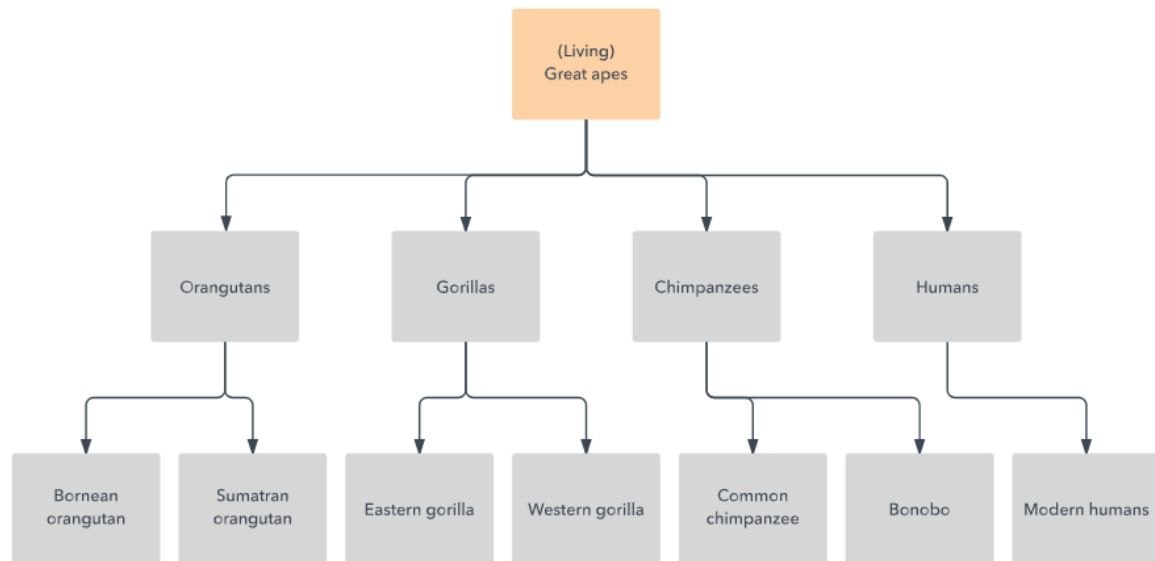 (Living)
Great apes
Orangutans
Gorillas
Chimpanzees
Humans
Bornean
orangutan
Sumatran
orangutan
Eastern gorilla
Western gorilla
Common
chimpanzee
Bonobo
Modern humans